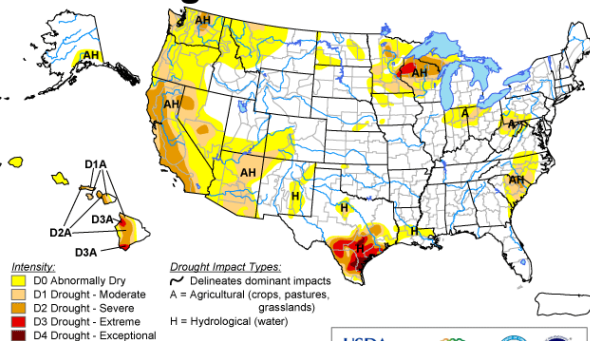 AH
AH
AH
AH
AH
AH
A
A
AH
H
H
H
H
D1A
D3A
D2A
D3A
Intensity:
D0 Abnormally Dry
D1 Drought - Moderate
D2 Drought - Severe
D3 Drought - Extreme
D4 Drought - Exceptional
Drought Impact Types:
Delineates dominant impacts
A = Agricultural (crops, pastures,
grasslands)
H = Hydrological (water)
USDA